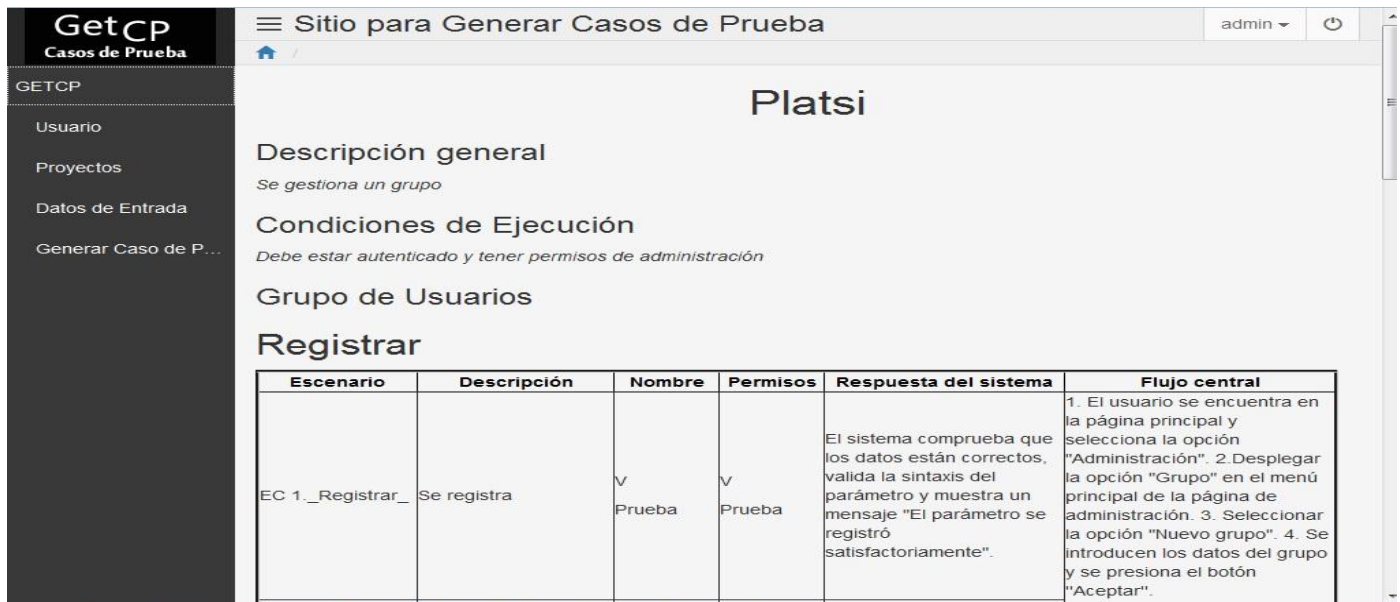 GetCP
Casos de Prueba
Sitio para Generar Casos de Prueba
admin
/
GETCP
Usuario
Proyectos
Datos de Entrada
Generar Caso de P...
Platsi
Descripción general
Se gestiona un grupo
Condiciones de Ejecución
Debe estar autenticado y tener permisos de administración
Grupo de Usuarios
Registrar
Escenario Descripción Nombre Permisos Respuesta del sistema Flujo central
EC 1._Registrar_
Se registra
V
Prueba
V
Prueba
El sistema comprueba que
los datos están correctos,
valida la sintaxis del
parámetro y muestra un
mensaje "El parámetro se
registró
satisfactoriamente".
1. El usuario se encuentra en
la página principal y
selecciona la opción
"Administración". 2.Desplegar
la opción "Grupo" en el menú
principal de la página de
administración. 3. Seleccionar
la opción "Nuevo grupo". 4. Se
introducen los datos del grupo
y se presiona el botón
"Aceptar".